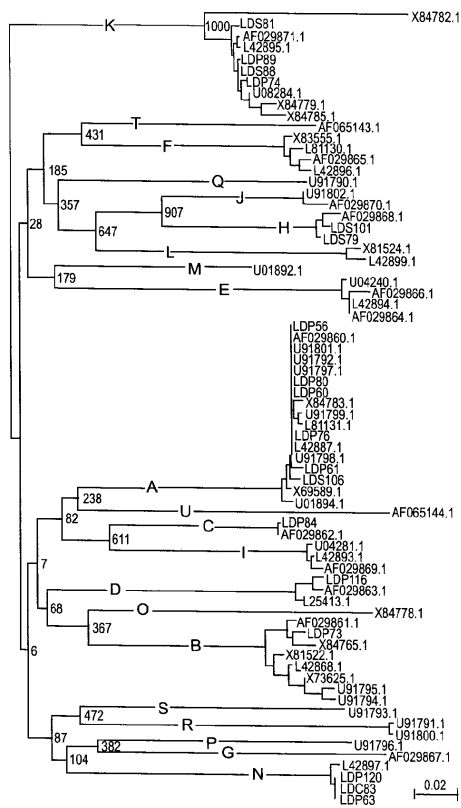 X84782.1
K
1000
LDS81
AF029871.1
L42895.1
LDP89
LDS88
LDP74
U08284.1
X84779.1
X84785.1
T
AF065143.1
431
X83555.1
F
L81130.1
AF029865.1
L42896.1
185
Q
U91790.1
357
J
U91802.1
AF029870.1
907
AF029868.1
28
H
LDS101
647
LDS79
L
X81524.1
L42899.1
M
U01892.1
179
E
U04240.1
AF029866.1
L42894.1
AF029864.1
LDP56
AF029860.1
U91801.1
U91792.1
U91797.1
LDP80
LDP60
X84783.1
U91799.1
L81131.1
LDP76
L42887.1
U91798.1
LDP61
LDS106
A
X69589.1
238
U01894.1
U
AF065144.1
82
C
LDP84
AF029862.1
611
U04281.1
I
L42893.1
7
AF029869.1
LDP116
D
AF029863.1
L25413.1
68
O
X84778.1
367
AF029861.1
LDP73
B
X84765.1
6
X81522.1
L42868.1
X73625.1
U91795.1
U91794.1
S
U91793.1
472
R
U91791.1
U91800.1
87
P
U91796.1
382
G
AF029867.1
104
L42897.1
N
LDP120
LDC83
LDP63
0.02